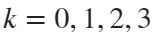 k = 0, 1, 2, 3